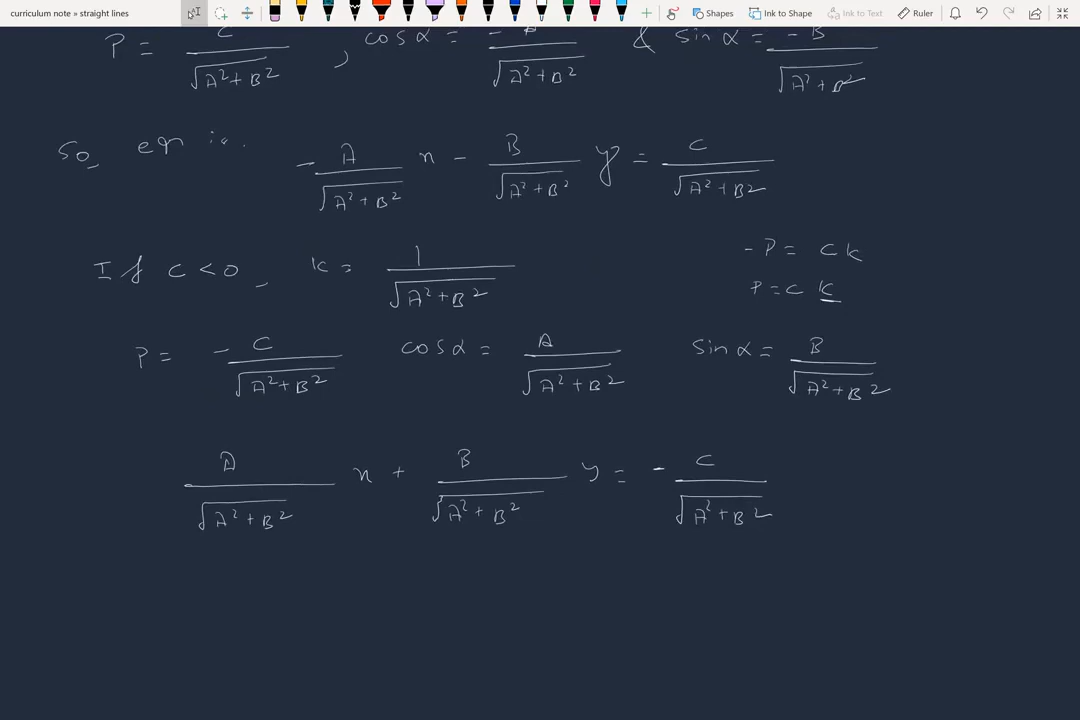 curriculum note » straight lines
Shapes Ink to Shape Ink to Text Ruler
P = C / √(A²+B²) , cos α = -A / √(A²+B²) & sin α = -B / √(A²+B²)
So, eqn is.
- A / √(A²+B²) x - B / √(A²+B²) y = C / √(A²+B²)
If C < 0, K = 1 / √(A²+B²)
-P = CK
P = C K
P = - C / √(A²+B²) cos α = A / √(A²+B²) sin α = B / √(A²+B²)
A / √(A²+B²) x + B / √(A²+B²) y = - C / √(A²+B²)